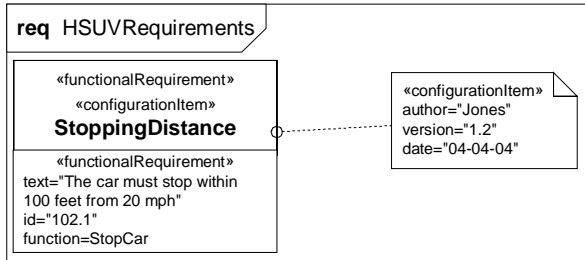 req HSUVRequirements
«functionalRequirement»
«configurationItem»
StoppingDistance
«functionalRequirement»
text="The car must stop within
100 feet from 20 mph"
id="102.1"
function=StopCar
«configurationItem»
author="Jones"
version="1.2"
date="04-04-04"